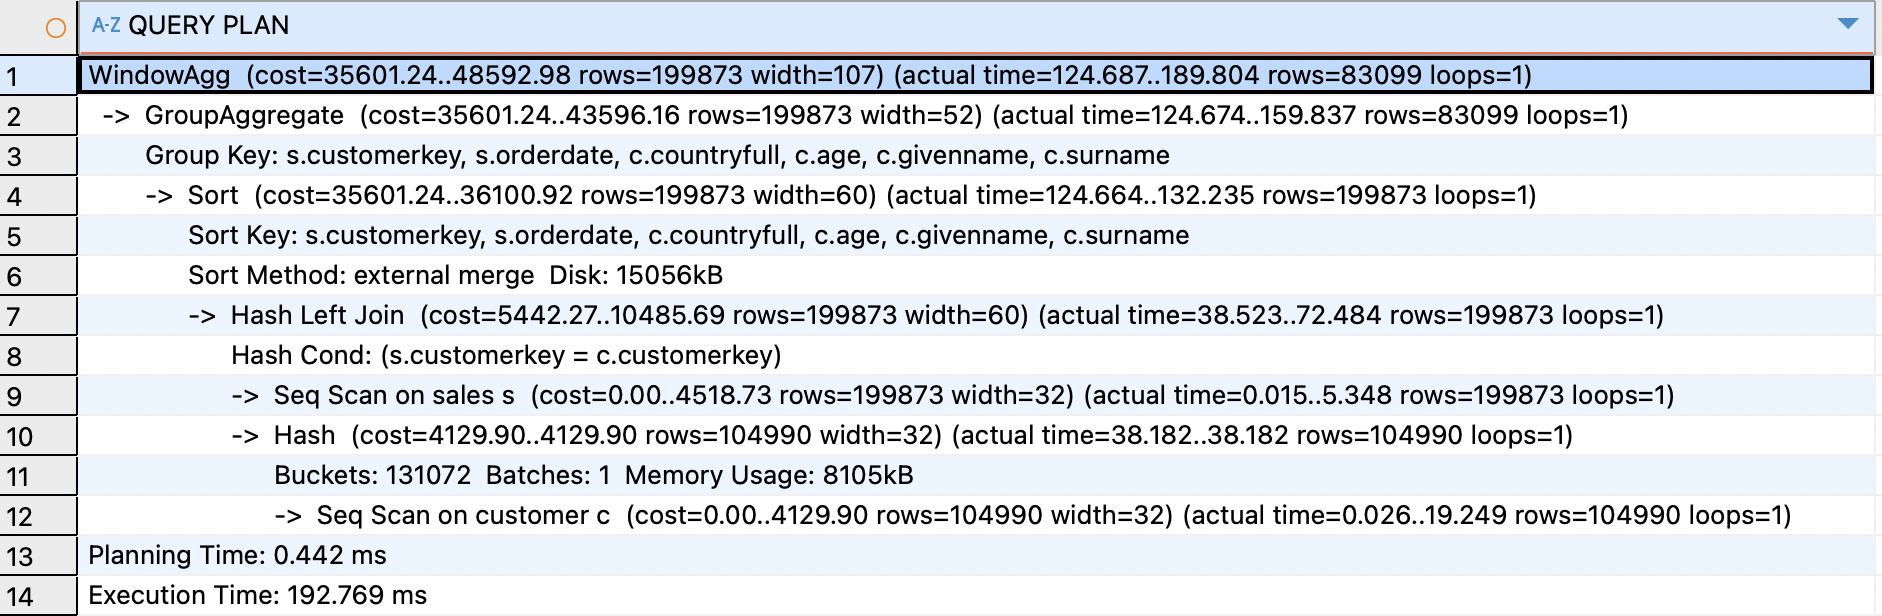 A-Z QUERY PLAN
1 WindowAgg (cost=35601.24..48592.98 rows=199873 width=107) (actual time=124.687..189.804 rows=83099 loops=1)
2 -> GroupAggregate (cost=35601.24..43596.16 rows=199873 width=52) (actual time=124.674..159.837 rows=83099 loops=1)
3 Group Key: s.customerkey, s.orderdate, c.countryfull, c.age, c.givenname, c.surname
4 -> Sort (cost=35601.24..36100.92 rows=199873 width=60) (actual time=124.664..132.235 rows=199873 loops=1)
5 Sort Key: s.customerkey, s.orderdate, c.countryfull, c.age, c.givenname, c.surname
6 Sort Method: external merge Disk: 15056kB
7 -> Hash Left Join (cost=5442.27..10485.69 rows=199873 width=60) (actual time=38.523..72.484 rows=199873 loops=1)
8 Hash Cond: (s.customerkey = c.customerkey)
9 -> Seq Scan on sales s (cost=0.00..4518.73 rows=199873 width=32) (actual time=0.015..5.348 rows=199873 loops=1)
10 -> Hash (cost=4129.90..4129.90 rows=104990 width=32) (actual time=38.182..38.182 rows=104990 loops=1)
11 Buckets: 131072 Batches: 1 Memory Usage: 8105kB
12 -> Seq Scan on customer c (cost=0.00..4129.90 rows=104990 width=32) (actual time=0.026..19.249 rows=104990 loops=1)
13 Planning Time: 0.442 ms
14 Execution Time: 192.769 ms